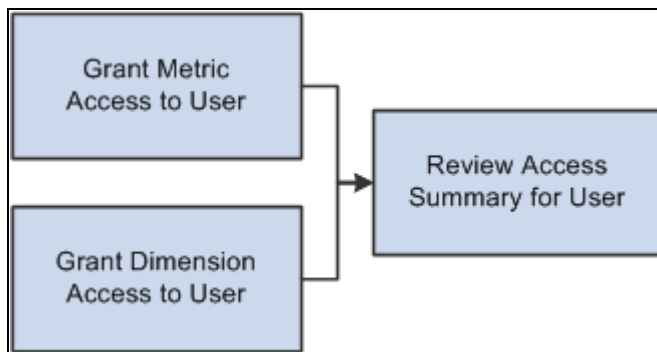 Grant Metric
Access to User
Review Access
Summary for User
Grant Dimension
Access to User